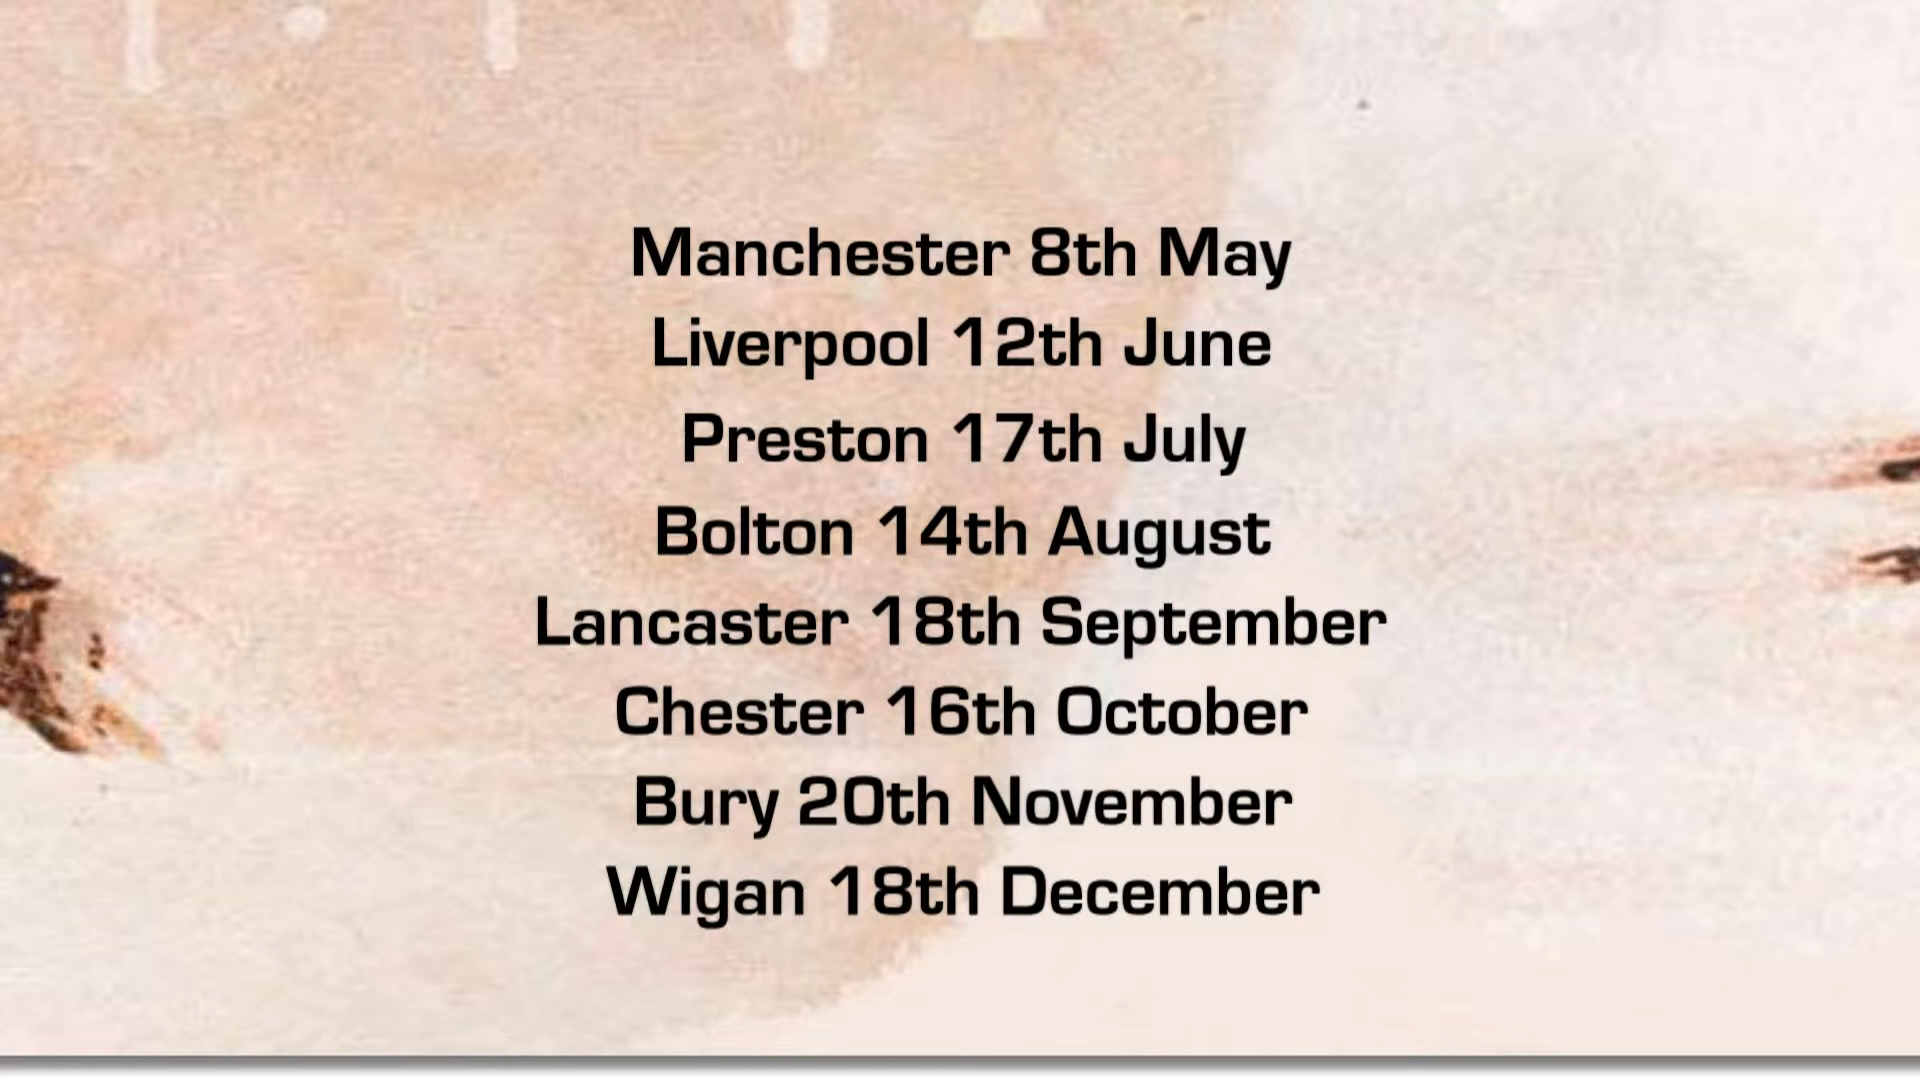 Manchester 8th May
Liverpool 12th June
Preston 17th July
Bolton 14th August
Lancaster 18th September
Chester 16th October
Bury 20th November
Wigan 18th December